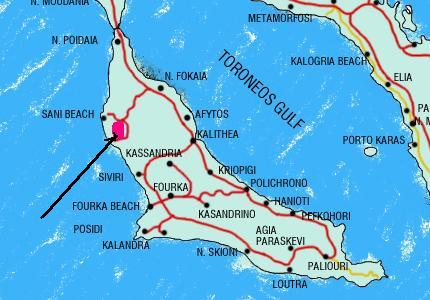 N. MOUDANIA
METAMORFOSI
N. POIDAIA
TORONEOS GULF
KALOGRIA BEACH
N. FOKAIA
ELIA
SANI BEACH
AFYTOS
PA
N. M
KALITHEA
PORTO KARAS
KASSANDRIA
SIVIRI
KRIOPIGI
FOURKA
POLICHRONO
FOURKA BEACH
HANIOTI
KASANDRINO
PEFKOHORI
POSIDI
AGIA
PARASKEVI
KALANDRA
N. SKIONI
PALIOURI
LOUTRA